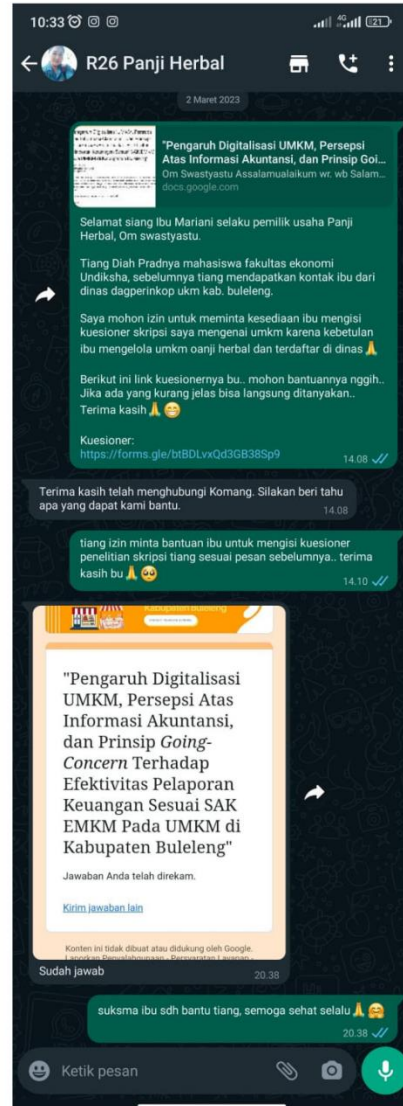 10:33
4G
21
R26 Panji Herbal
2 Maret 2023
"Pengaruh Digitalisasi UMKM, Persepsi
Atas Informasi Akuntansi, dan Prinsip Goi...
Om Swastyastu Assalamualaikum wr. wb Salam...
docs.google.com
Selamat siang Ibu Mariani selaku pemilik usaha Panji
Herbal, Om swastyastu.
Tiang Diah Pradnya mahasiswa fakultas ekonomi
Undiksha, sebelumnya tiang mendapatkan kontak ibu dari
dinas dagperinkop ukm kab. buleleng.
Saya mohon izin untuk meminta kesediaan ibu mengisi
kuesioner skripsi saya mengenai umkm karena kebetulan
ibu mengelola umkm oanji herbal dan terdaftar di dinas🙏
Berikut ini link kuesionernya bu.. mohon bantuannya nggih..
Jika ada yang kurang jelas bisa langsung ditanyakan..
Terima kasih🙏😁
Kuesioner:
https://forms.gle/btBDLvxQd3GB38Sp9
14.08
Terima kasih telah menghubungi Komang. Silakan beri tahu
apa yang dapat kami bantu.
14.08
tiang izin minta bantuan ibu untuk mengisi kuesioner
penelitian skripsi tiang sesuai pesan sebelumnya.. terima
kasih bu🙏🥺
14.10
Kabupaten Buleleng
"Pengaruh Digitalisasi
UMKM, Persepsi Atas
Informasi Akuntansi,
dan Prinsip Going-
Concern Terhadap
Efektivitas Pelaporan
Keuangan Sesuai SAK
EMKM Pada UMKM di
Kabupaten Buleleng"
Jawaban Anda telah direkam.
Kirim jawaban lain
Konten ini tidak dibuat atau didukung oleh Google.
Laporkan Penyalahgunaan - Persyaratan Layanan -
Sudah jawab
20.38
suksma ibu sdh bantu tiang, semoga sehat selalu🙏🤗
20.38
Ketik pesan